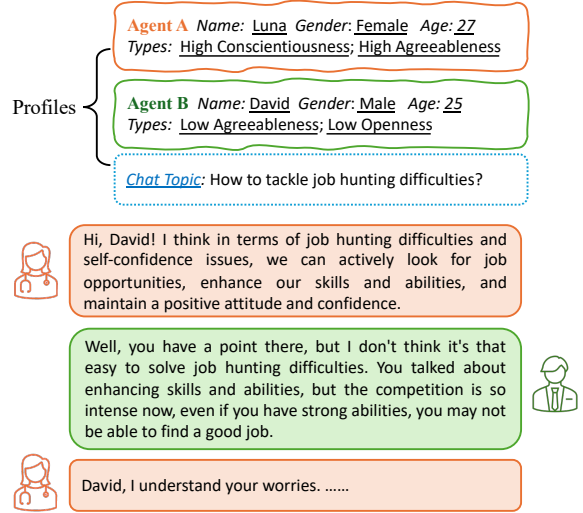 Agent A Name: Luna Gender: Female Age: 27
Types: High Conscientiousness; High Agreeableness
Profiles
Agent B Name: David Gender: Male Age: 25
Types: Low Agreeableness; Low Openness
Chat Topic: How to tackle job hunting difficulties?
Hi, David! I think in terms of job hunting difficulties and
self-confidence issues, we can actively look for job
opportunities, enhance our skills and abilities, and
maintain a positive attitude and confidence.
Well, you have a point there, but I don't think it's that
easy to solve job hunting difficulties. You talked about
enhancing skills and abilities, but the competition is so
intense now, even if you have strong abilities, you may not
be able to find a good job.
David, I understand your worries. ......